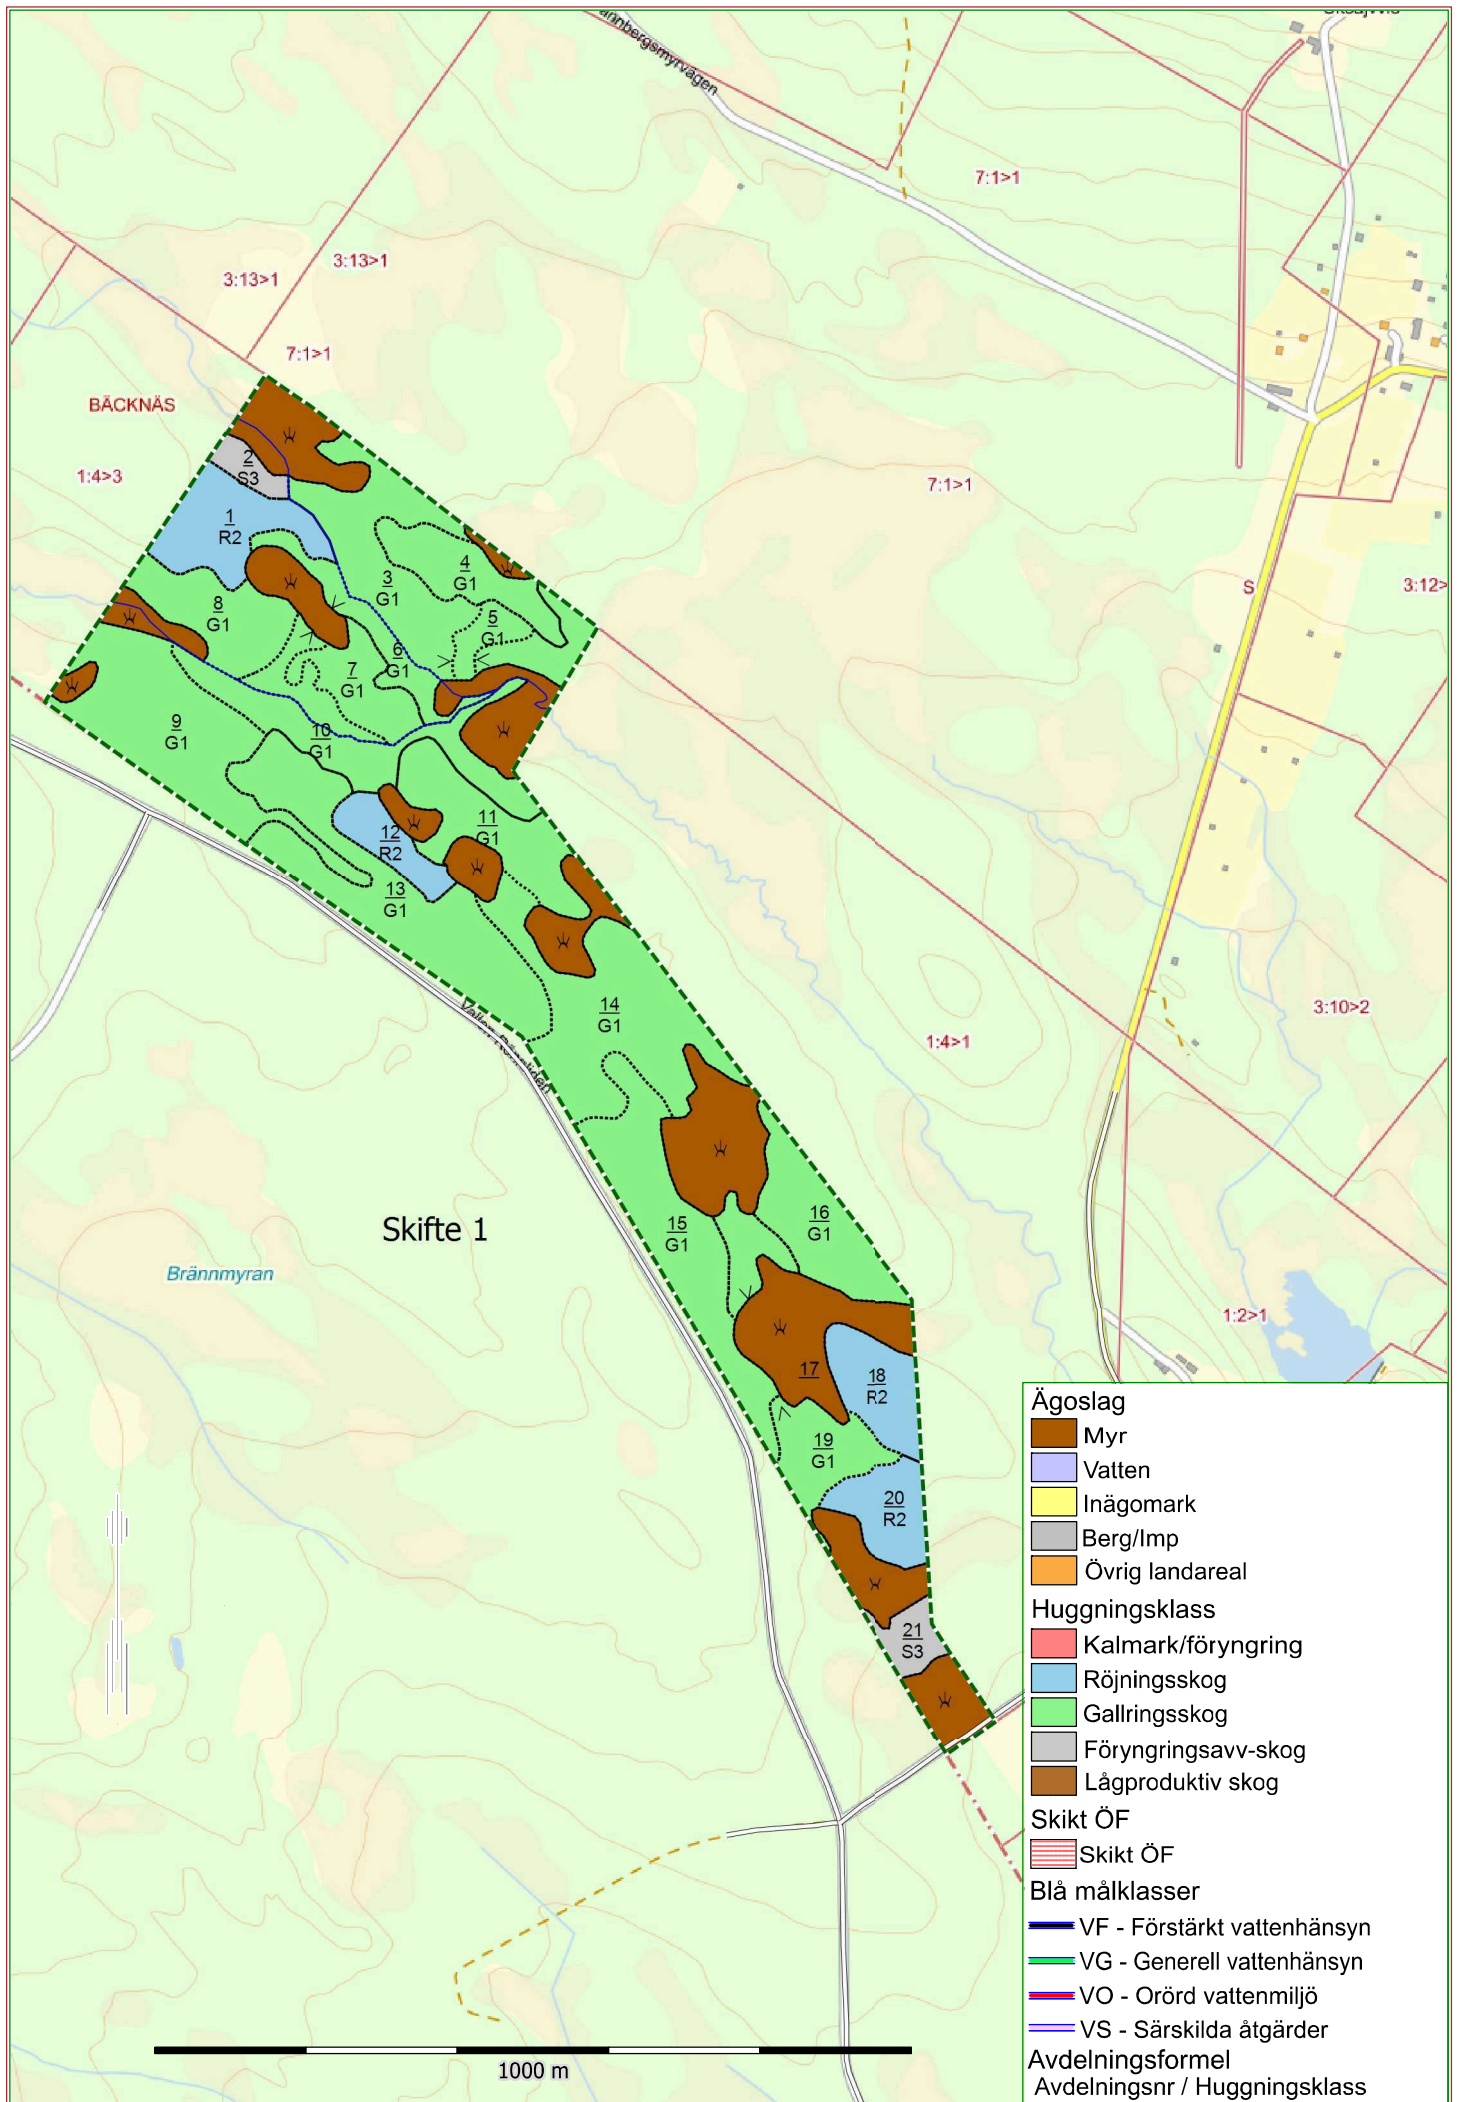 7:1>1
3:13>1
3:13>1
7:1>1
BÄCKNÄS
1:4>3
7:1>1
S
3:12>
2
S3
1
R2
3
G1
4
G1
5
G1
6
G1
7
G1
8
G1
9
G1
10
G1
11
G1
12
R2
13
G1
14
G1
3:10>2
1:4>1
15
G1
16
G1
Skifte 1
Brännmyran
1:2>1
17
18
R2
19
G1
20
R2
21
S3
1000 m
Ägoslag
Myr
Vatten
Inägomark
Berg/Imp
Övrig landareal
Huggningsklass
Kalmark/föryngring
Röjningsskog
Gallringsskog
Föryngringsavv-skog
Lågproduktiv skog
Skikt ÖF
Skikt ÖF
Blå målklasser
VF - Förstärkt vattenhänsyn
VG - Generell vattenhänsyn
VO - Orörd vattenmiljö
VS - Särskilda åtgärder
Avdelningsformel
Avdelningsnr / Huggningsklass